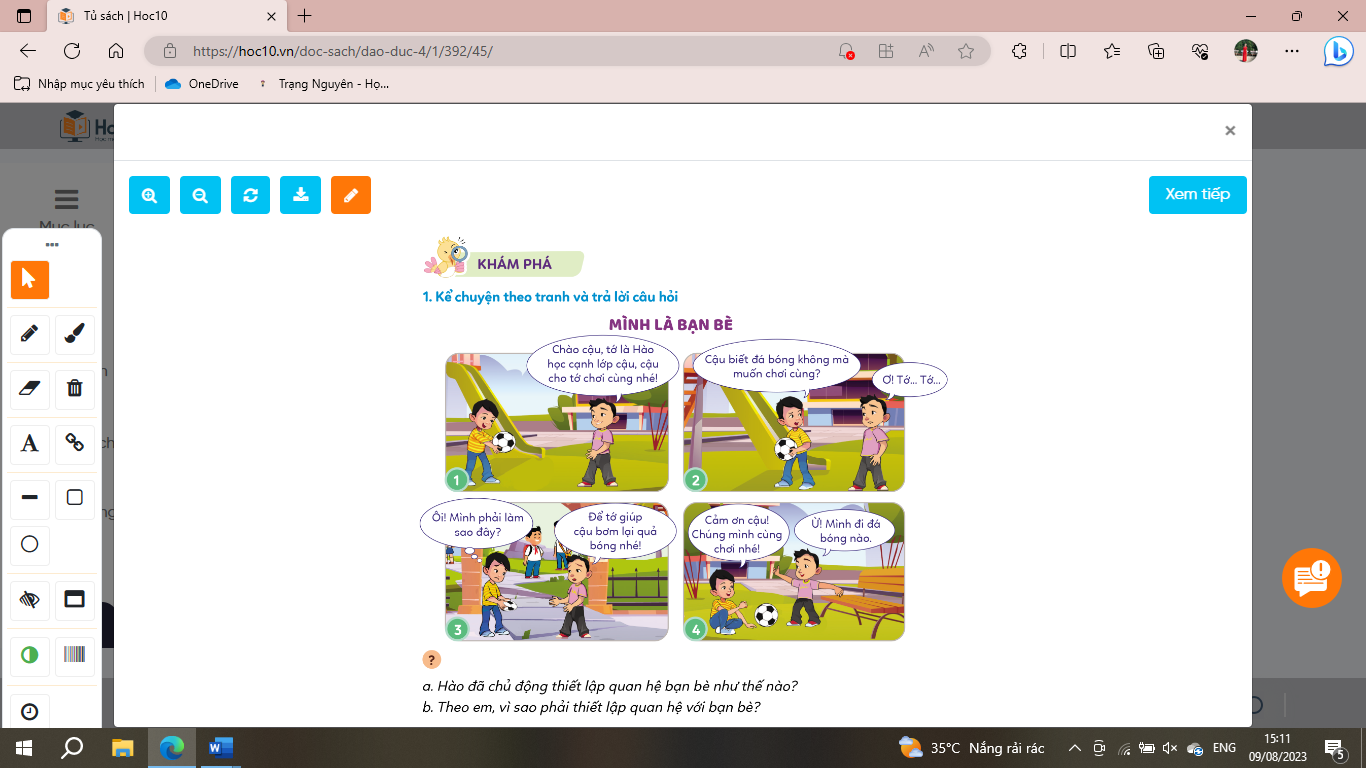 Tủ sách | Hoc10
https://hoc10.vn/doc-sach/dao-duc-4/1/392/45/
Nhập mục yêu thích
OneDrive
Trạng Nguyên - Họ...
Xem tiếp
KHÁM PHÁ
1. Kể chuyện theo tranh và trả lời câu hỏi
MÌNH LÀ BẠN BÈ
Chào cậu, tớ là Hào
học cạnh lớp cậu, cậu
cho tớ chơi cùng nhé!
1
Cậu biết đá bóng không mà
muốn chơi cùng?
Ơ! Tớ... Tớ...
2
Ôi! Mình phải làm
sao đây?
Để tớ giúp
cậu bơm lại quả
bóng nhé!
3
Cảm ơn cậu!
Chúng mình cùng
chơi nhé!
Ừ! Mình đi đá
bóng nào.
4
?
a. Hào đã chủ động thiết lập quan hệ bạn bè như thế nào?
b. Theo em, vì sao phải thiết lập quan hệ với bạn bè?
A
35°C Nắng rải rác
ENG
15:11
09/08/2023
5